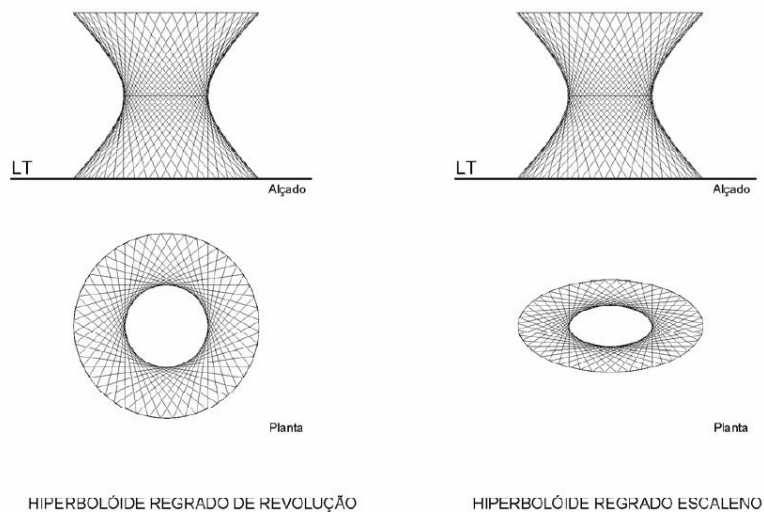 LT
Alçado
LT
Alçado
Planta
Planta
HIPERBOLÓIDE REGRADO DE REVOLUÇÃO
HIPERBOLÓIDE REGRADO ESCALENO